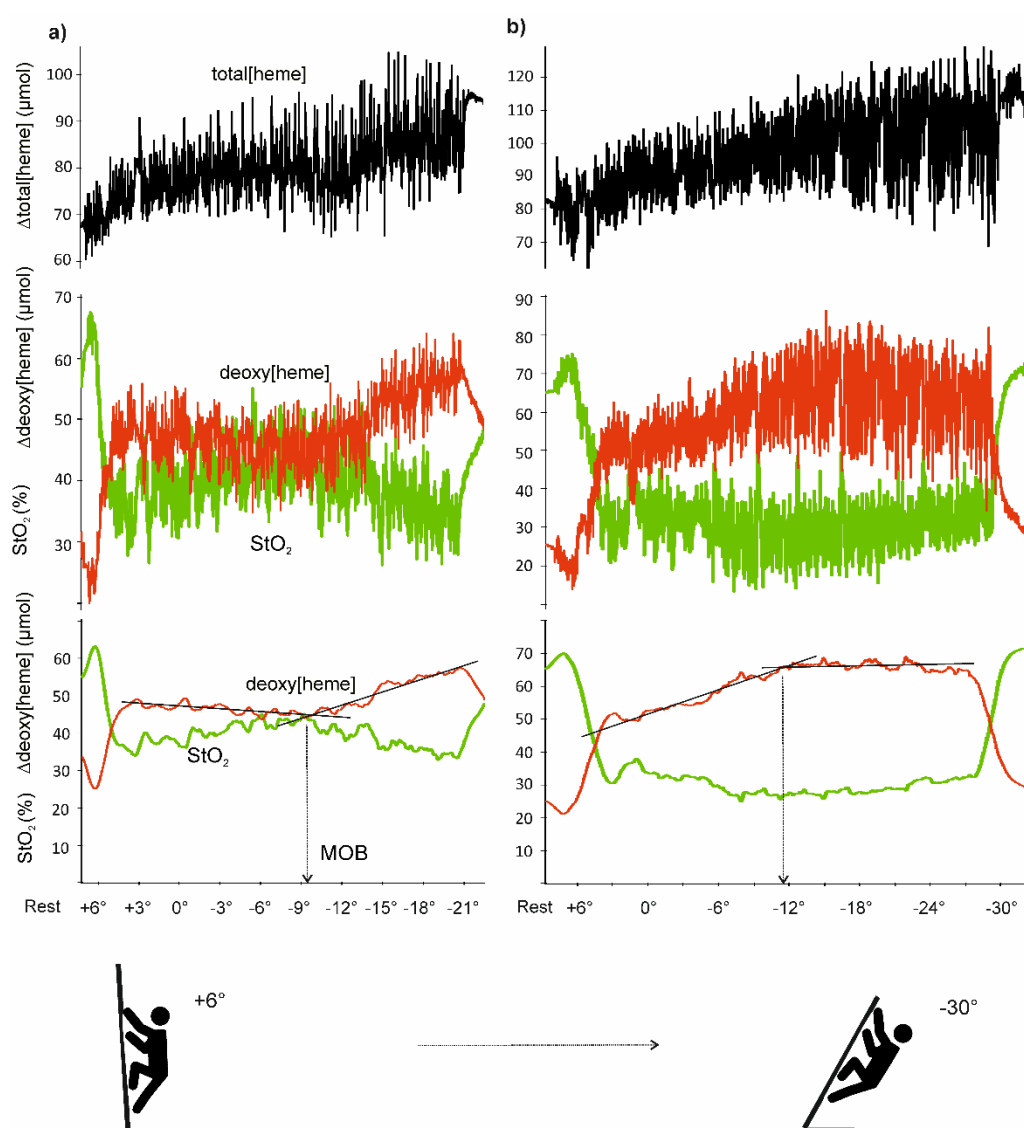 a)
Δtotal[heme] (µmol)
total[heme]
100
90
80
70
60
b)
120
110
100
90
80
70
Δdeoxy[heme] (µmol)
StO₂ (%)
70
60
50
40
30
deoxy[heme]
StO₂
90
80
70
60
50
40
30
20
10
Δdeoxy[heme] (µmol)
StO₂ (%)
60
50
40
30
20
10
deoxy[heme]
StO₂
MOB
70
60
50
40
30
20
10
Rest +6° +3° 0° -3° -6° -9° -12° -15° -18° -21°
Rest +6° 0° -6° -12° -18° -24° -30°
+6°
-30°